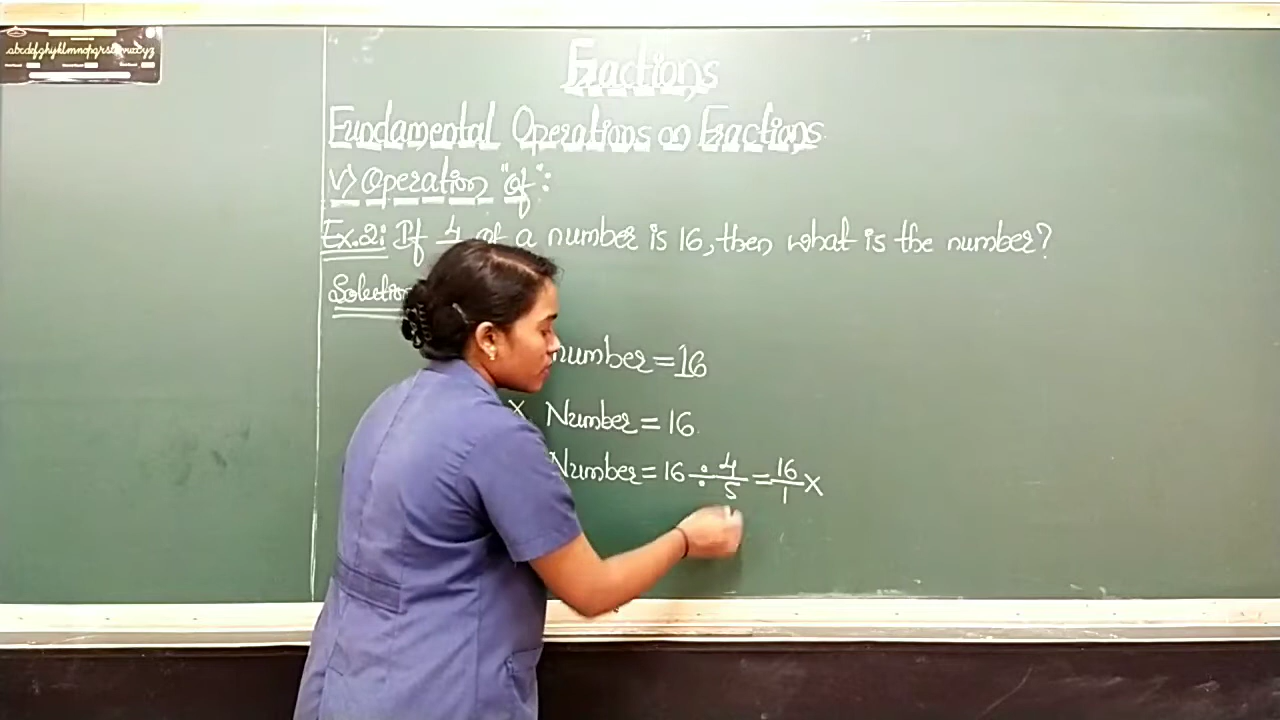 abcdefghijklmnopqrstuvwxyz
Fractions
Fundamental Operations on Fractions
V) Operation "of":
Ex.2: If 4 of a number is 16, then what is the number?
number = 16
X Number = 16
Number = 16 ÷ 4/5 = 16/1 X